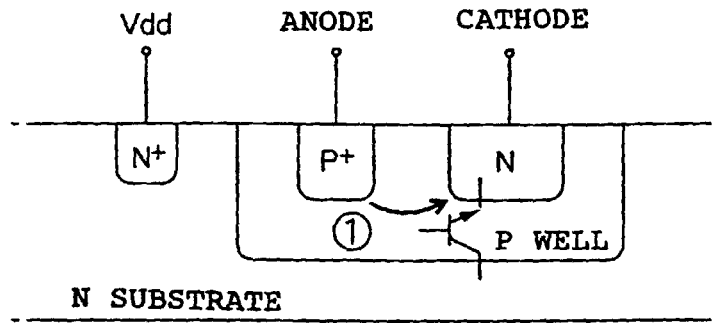 Vdd ANODE CATHODE
N+ P+ N
① P WELL
N SUBSTRATE